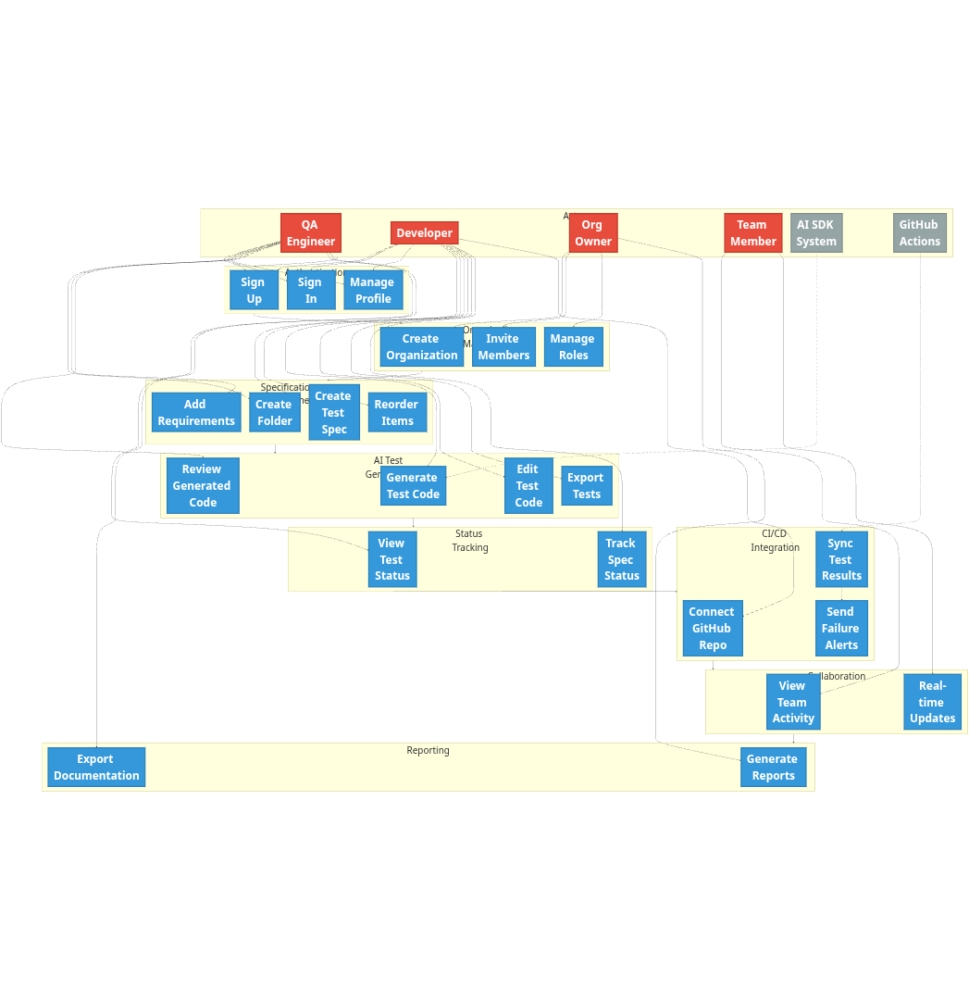 QA
Engineer
Developer
Org
Owner
Team
Member
AI SDK
System
GitHub
Actions
Sign
Up
Sign
In
Manage
Profile
Create
Organization
Invite
Members
Manage
Roles
Specification
Add
Requirements
Create
Folder
Create
Test
Spec
Reorder
Items
AI Test
Review
Generated
Code
Generate
Test Code
Edit
Test
Code
Export
Tests
Status
Tracking
View
Test
Status
Track
Spec
Status
CI/CD
Integration
Sync
Test
Results
Connect
GitHub
Repo
Send
Failure
Alerts
Collaboration
View
Team
Activity
Real-
time
Updates
Reporting
Export
Documentation
Generate
Reports